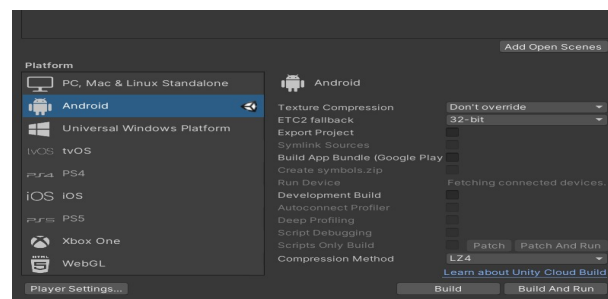 Add Open Scenes
Platform
PC, Mac & Linux Standalone
Android
Universal Windows Platform
tvOS tvOS
PS4 PS4
iOS iOS
PS5 PS5
Xbox One
HTML 5 WebGL
Player Settings...
Android
Texture Compression Don't override
ETC2 fallback 32-bit
Export Project
Symlink Sources
Build App Bundle (Google Play
Create symbols.zip
Run Device Fetching connected devices.
Development Build
Autoconnect Profiler
Deep Profiling
Script Debugging
Scripts Only Build Patch Patch And Run
Compression Method LZ4
Learn about Unity Cloud Build
Build Build And Run